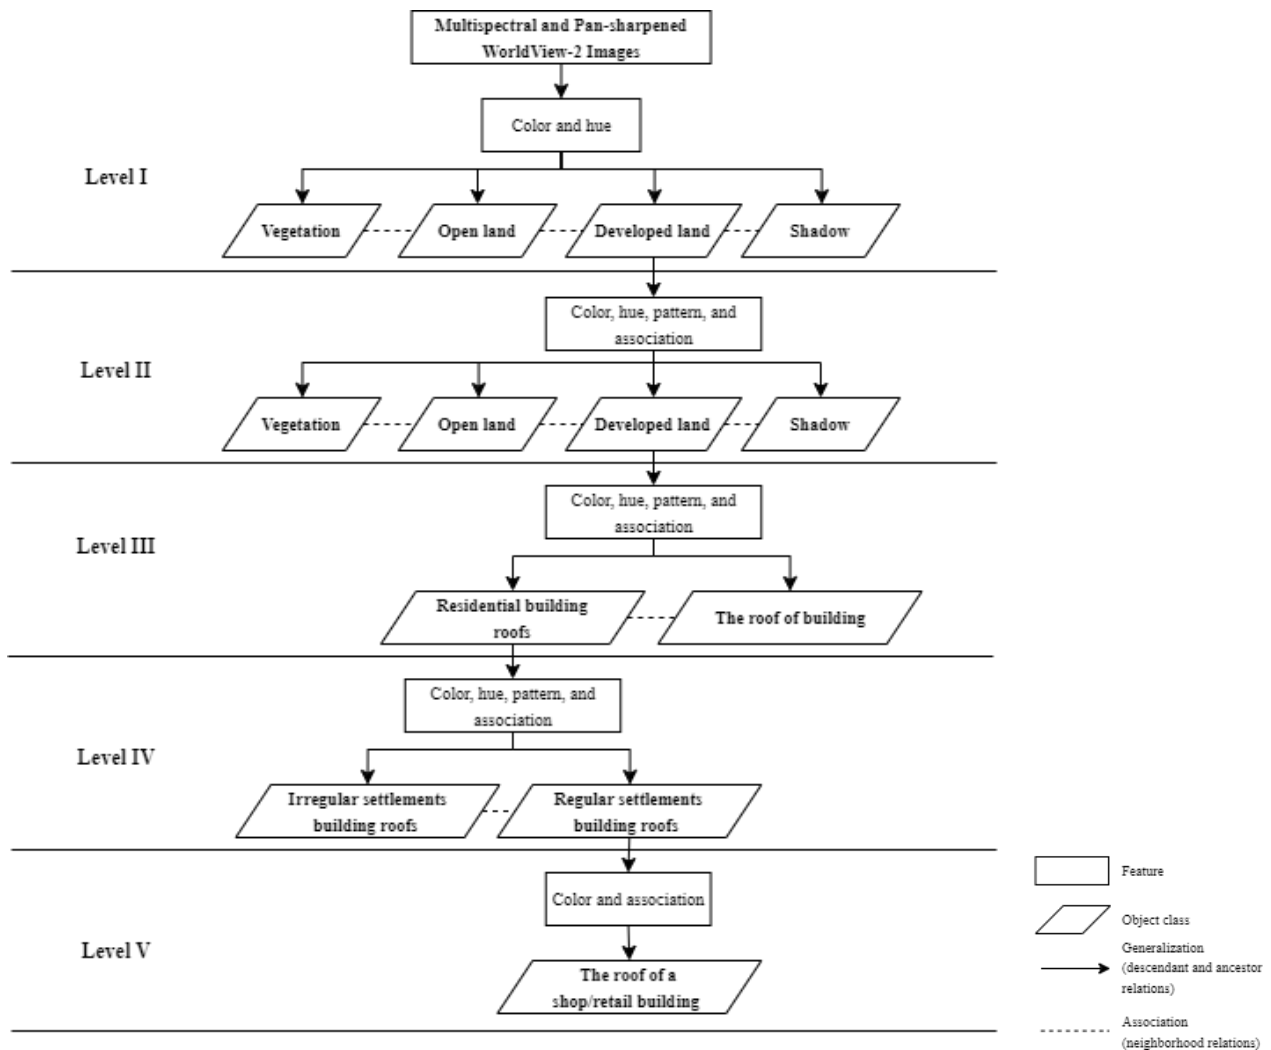 Multispectral and Pan-sharpened
WorldView-2 Images
Color and hue
Level I
Vegetation
Open land
Developed land
Shadow
Color, hue, pattern, and
association
Level II
Vegetation
Open land
Developed land
Shadow
Color, hue, pattern, and
association
Level III
Residential building
roofs
The roof of building
Color, hue, pattern, and
association
Level IV
Irregular settlements
building roofs
Regular settlements
building roofs
Color and association
Level V
The roof of a
shop/retail building
Feature
Object class
Generalization
(descendant and ancestor
relations)
Association
(neighborhood relations)